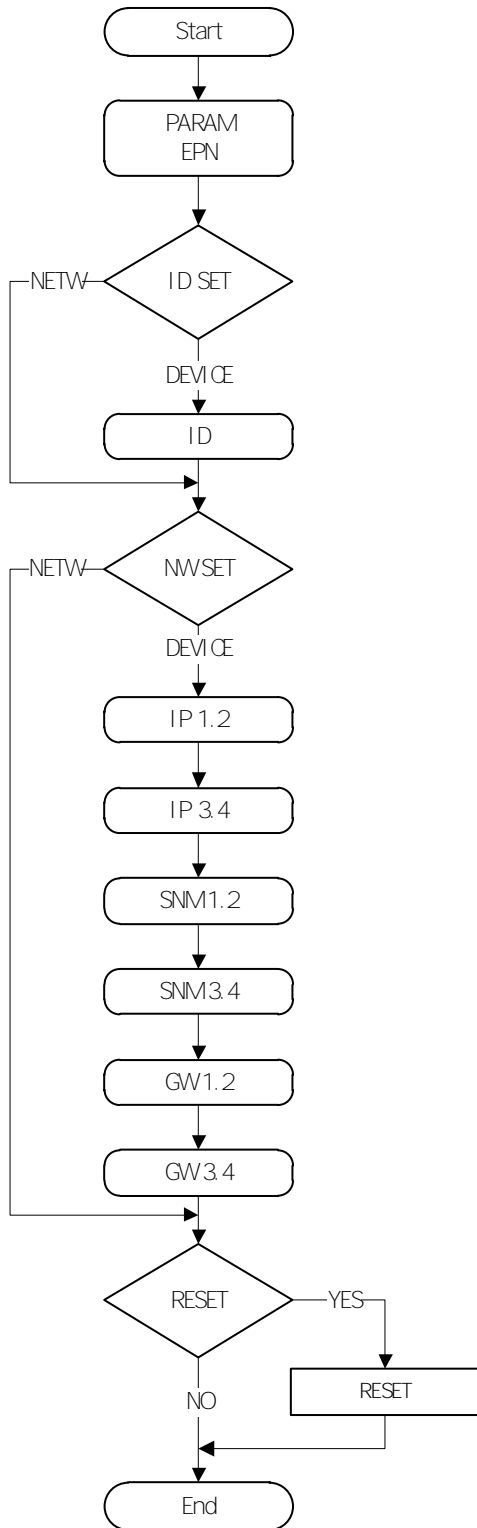 Start
PARAM
EPN
NETW
ID SET
DEVICE
ID
NETW
NW SET
DEVICE
IP 1.2
IP 3.4
SNM 1.2
SNM 3.4
GW 1.2
GW 3.4
RESET
YES
NO
RESET
End